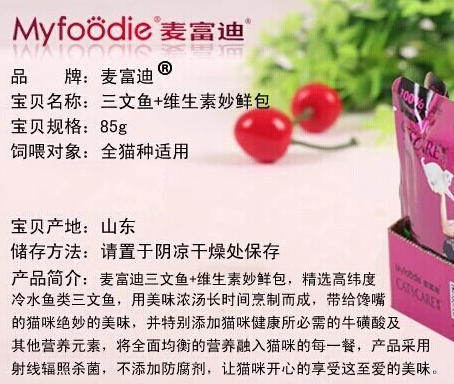 Myfoodie®麦富迪®
品 牌：麦富迪®
宝贝名称：三文鱼+维生素妙鲜包
宝贝规格：85g
饲喂对象：全猫种适用
宝贝产地：山东
储存方法：请置于阴凉干燥处保存
产品简介：麦富迪三文鱼+维生素妙鲜包，精选高纬度
冷水鱼类三文鱼，用美味浓汤长时间烹制而成，带给馋嘴
的猫咪绝妙的美味，并特别添加猫咪健康所必需的牛磺酸及
其他营养元素，将全面均衡的营养融入猫咪的每一餐，产品采用
射线辐照杀菌，不添加防腐剂，让猫咪开心的享受这至爱的美味。
100%
CAT'S CARE
Myfoodie 麦富迪
CAT'S CARE